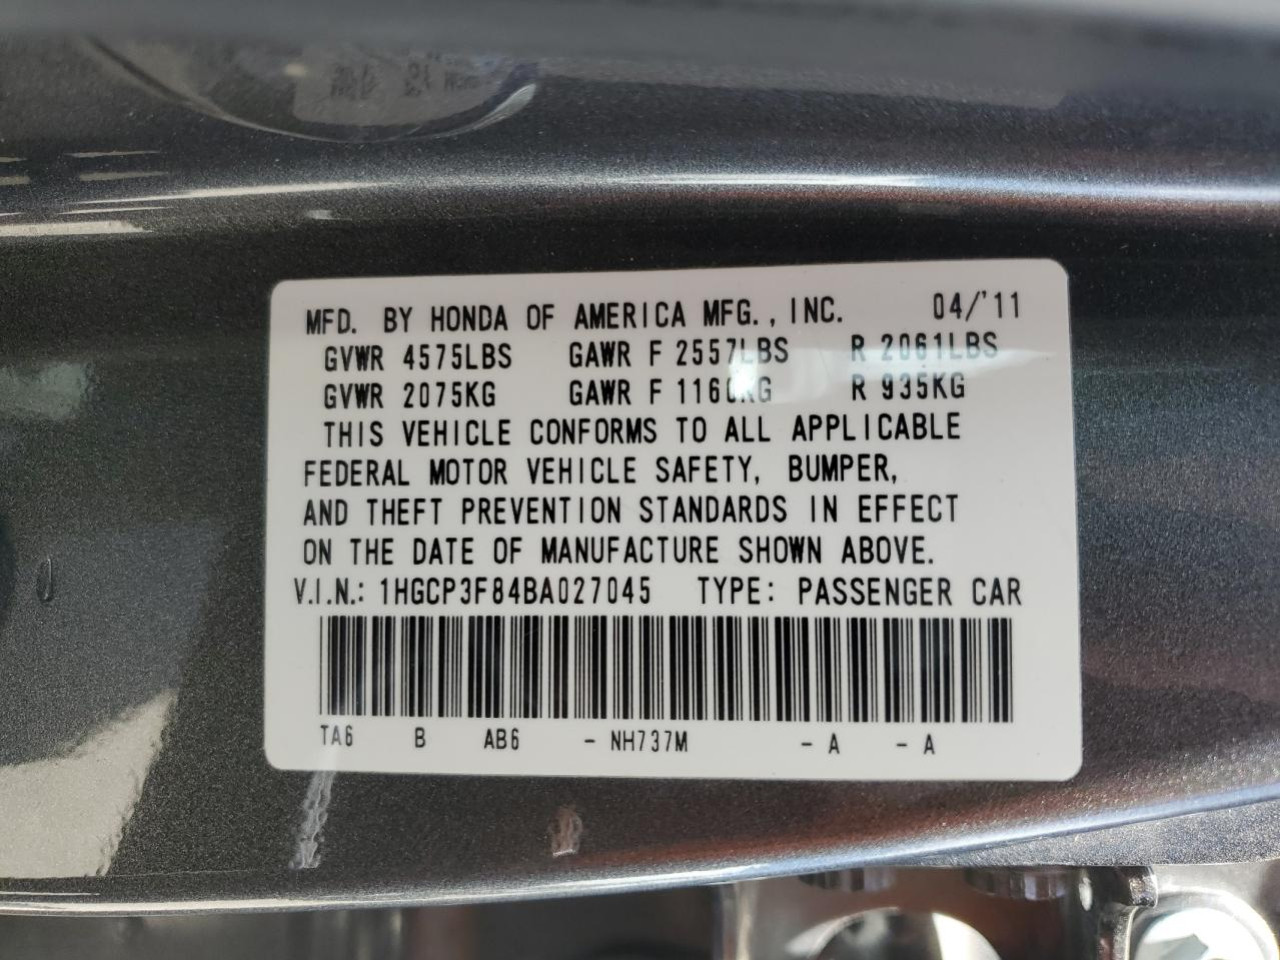 MFD. BY HONDA OF AMERICA MFG., INC. 04/'11
GVWR 4575LBS GAWR F 2557LBS R 2061LBS
GVWR 2075KG GAWR F 1160KG R 935KG
THIS VEHICLE CONFORMS TO ALL APPLICABLE
FEDERAL MOTOR VEHICLE SAFETY, BUMPER,
AND THEFT PREVENTION STANDARDS IN EFFECT
ON THE DATE OF MANUFACTURE SHOWN ABOVE.
V.I.N.: 1HGCP3F84BA027045 TYPE: PASSENGER CAR
TA6 B AB6 - NH737M - A - A